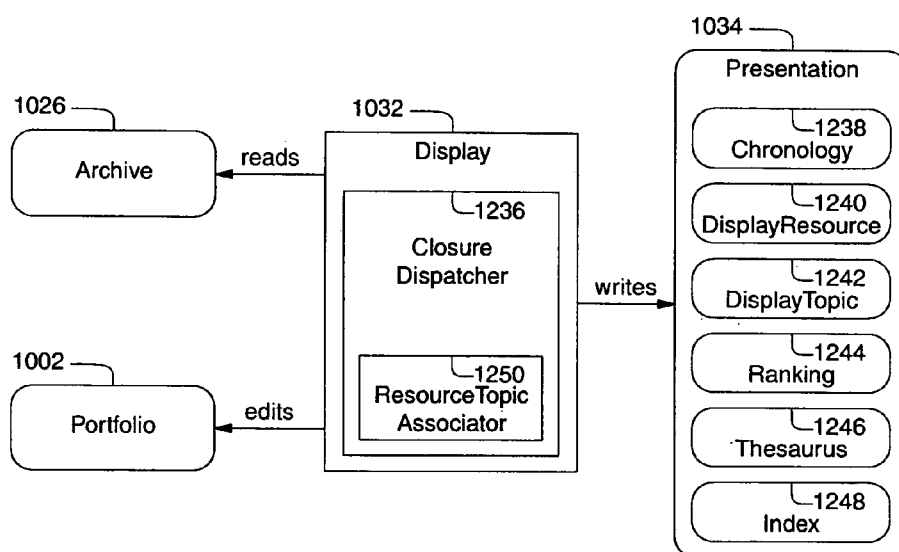 1034
Presentation
1026
1032
1238
Chronology
Archive
reads
Display
1236
Closure
Dispatcher
1240
DisplayResource
writes
1242
DisplayTopic
1002
1250
ResourceTopic
Associator
1244
Ranking
Portfolio
edits
1246
Thesaurus
1248
Index